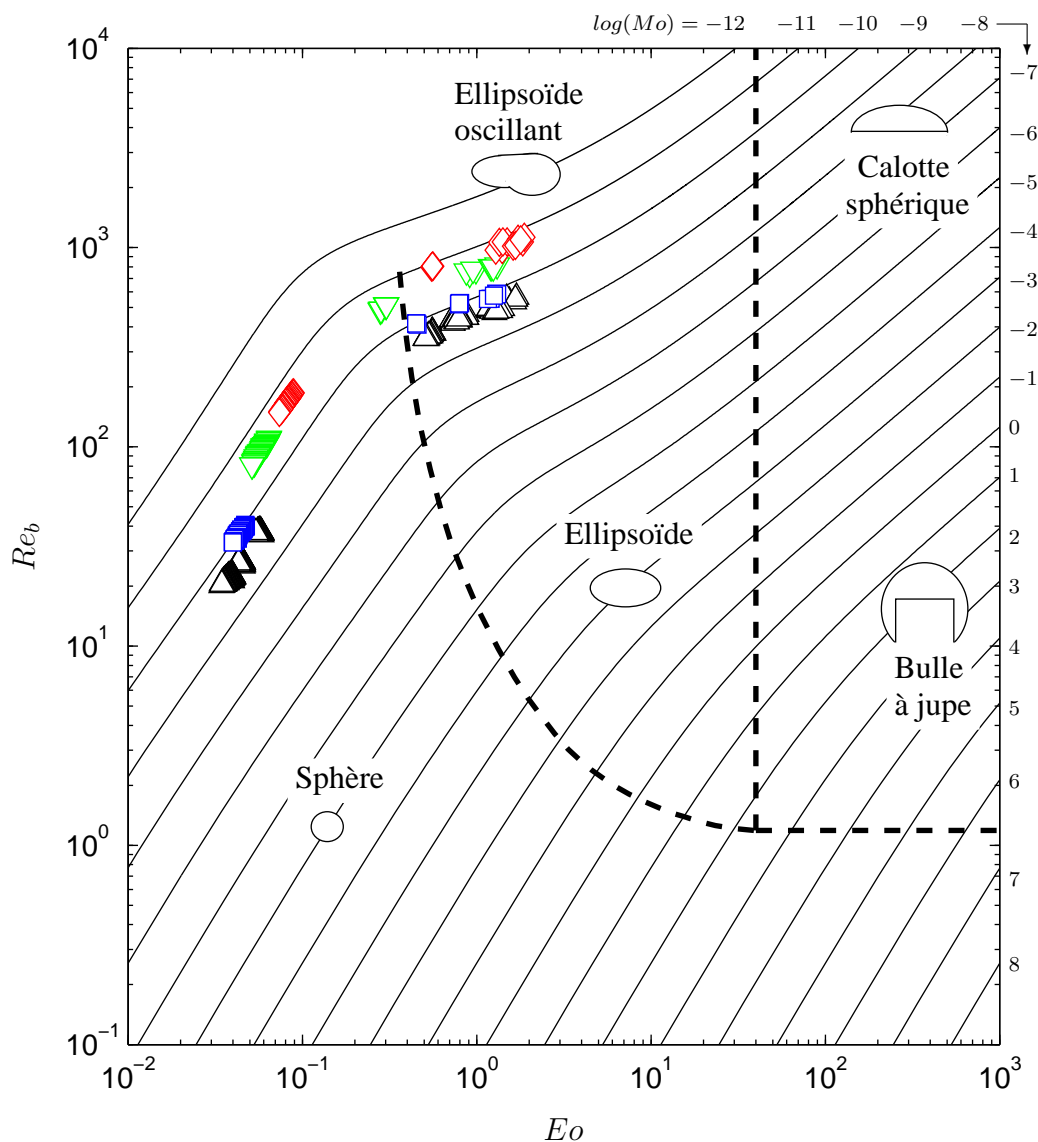 log(Mo) = −12 −11 −10 −9 −8
10^4
−7
Ellipsoïde
oscillant
−6
Calotte
sphérique
−5
−4
10^3
−3
−2
−1
10^2
0
1
Ellipsoïde
2
3
10^1
4
Bulle
à jupe
5
Sphère
6
10^0
7
8
10^-1
Re_b
10^-2 10^-1 10^0 10^1 10^2 10^3
Eo